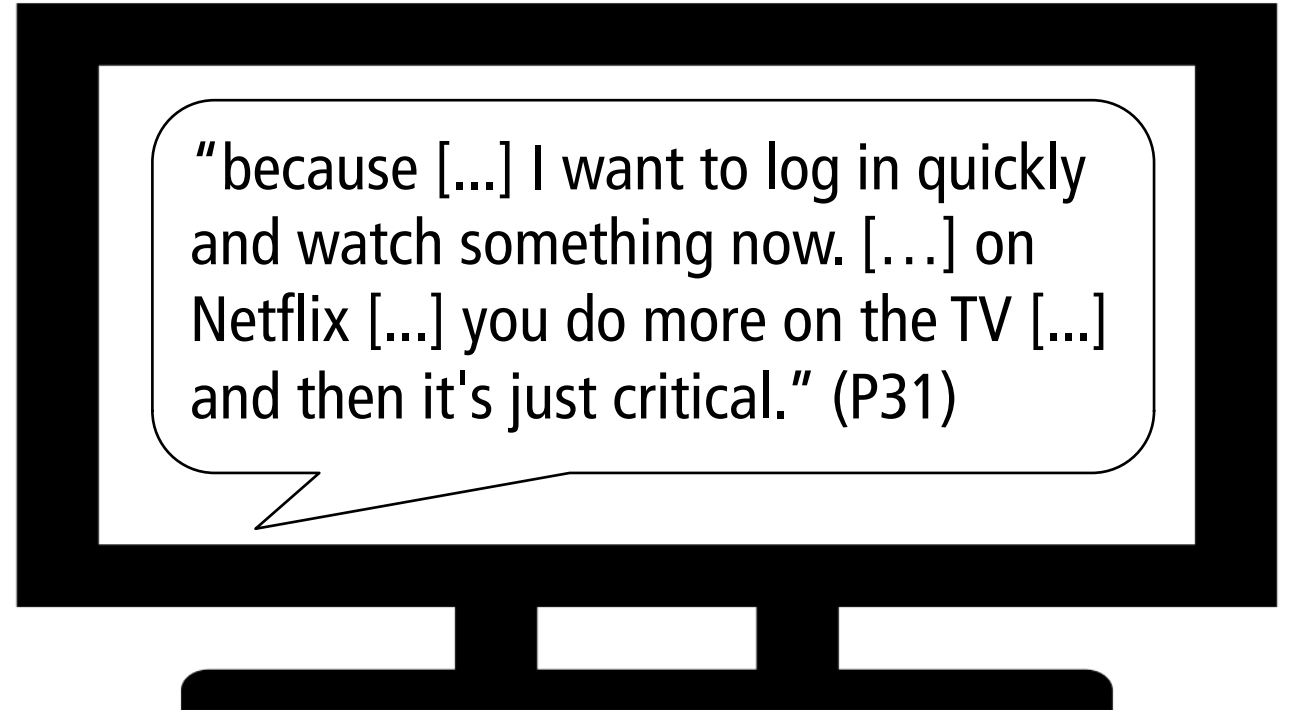 “because [...] I want to log in quickly
and watch something now. [...] on
Netflix [...] you do more on the TV [...]
and then it's just critical.” (P31)